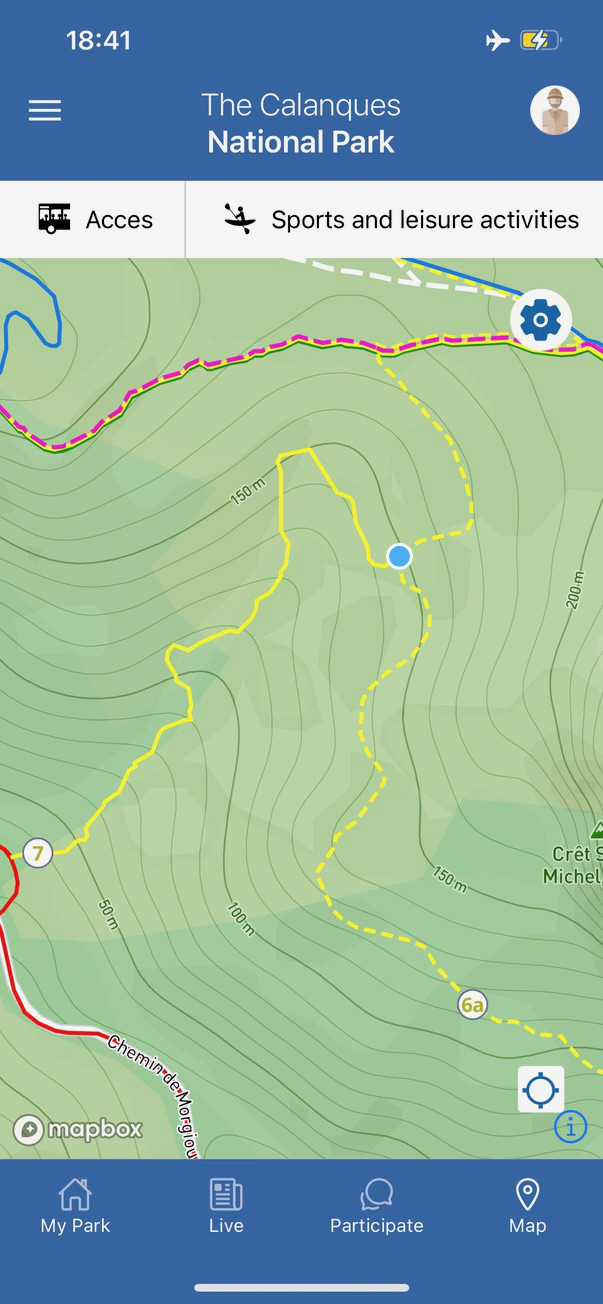 18:41
The Calanques
National Park
Acces
Sports and leisure activities
150 m
200 m
7
Crêt S
Michel
150 m
50 m
100 m
6a
Chemin de Morgiou
mapbox
i
My Park
Live
Participate
Map